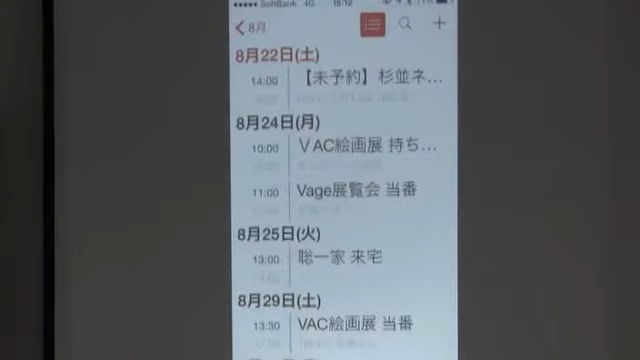 SoftBank 4G 15:12
8月
8月22日(土)
14:00 【未予約】杉並ネ…
8月24日(月)
10:00 ＶAC絵画展 持ち…
11:00 Vage展覧会 当番
8月25日(火)
13:00 聡一家 来宅
8月29日(土)
13:30 VAC絵画展 当番